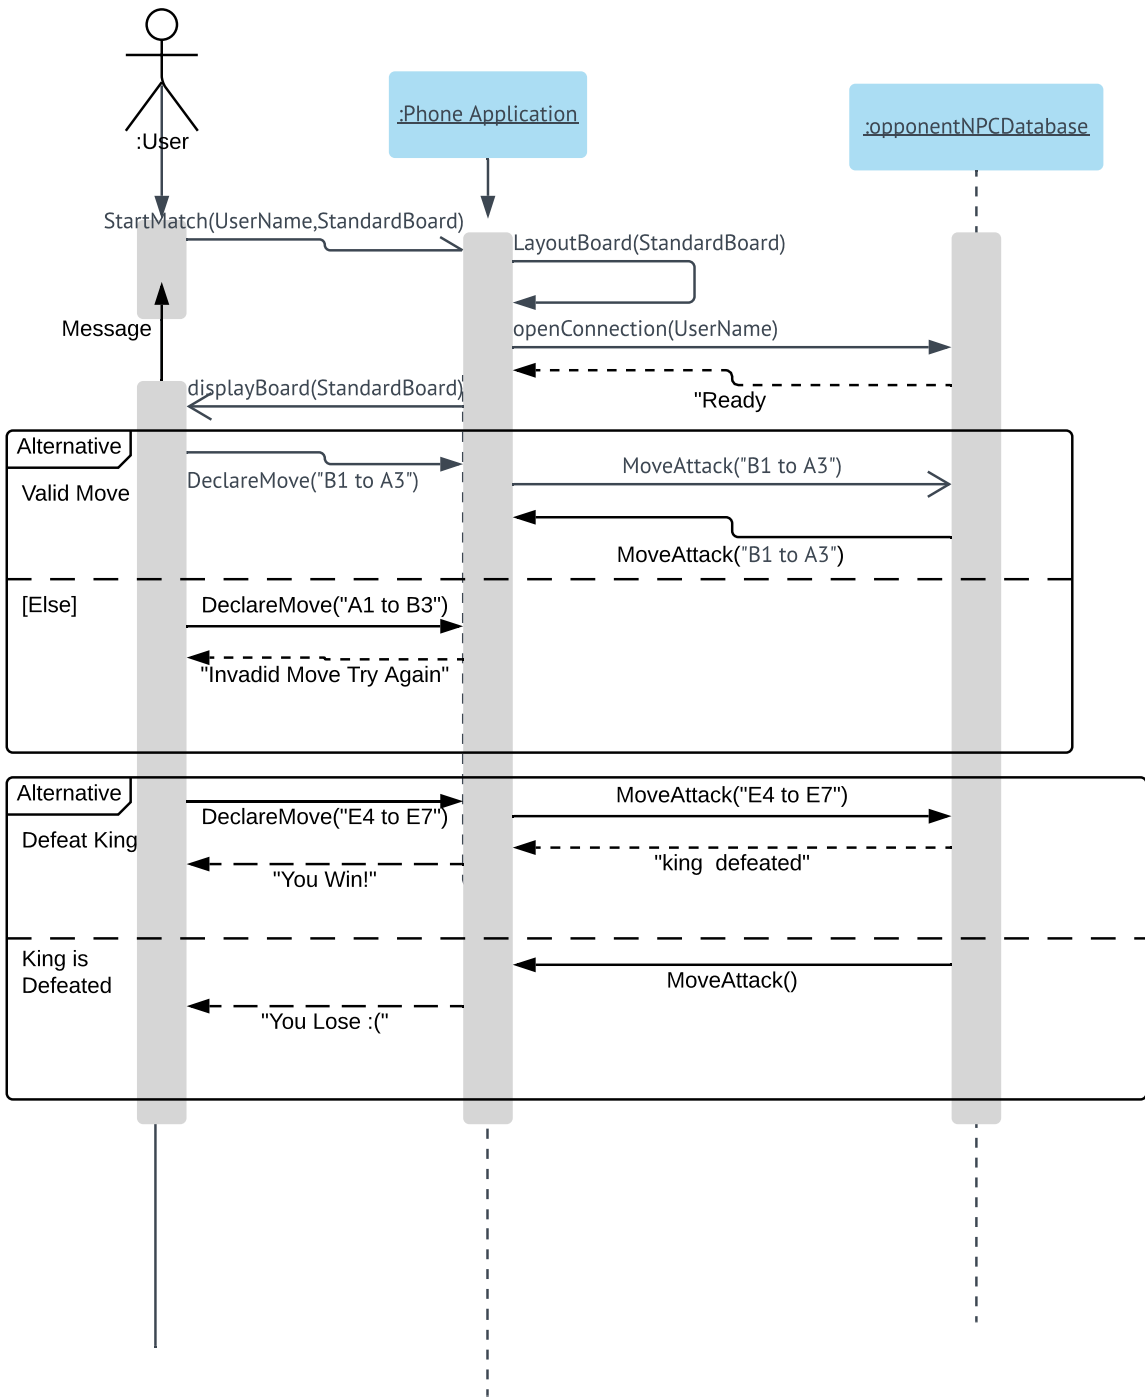 :User
:Phone Application
:opponentNPCDatabase
StartMatch(UserName,StandardBoard)
LayoutBoard(StandardBoard)
Message
openConnection(UserName)
displayBoard(StandardBoard)
"Ready
Alternative
Valid Move
DeclareMove("B1 to A3")
MoveAttack("B1 to A3")
MoveAttack("B1 to A3")
[Else]
DeclareMove("A1 to B3")
"Invadid Move Try Again"
Alternative
Defeat King
DeclareMove("E4 to E7")
MoveAttack("E4 to E7")
"king  defeated"
"You Win!"
King is
Defeated
MoveAttack()
"You Lose :("